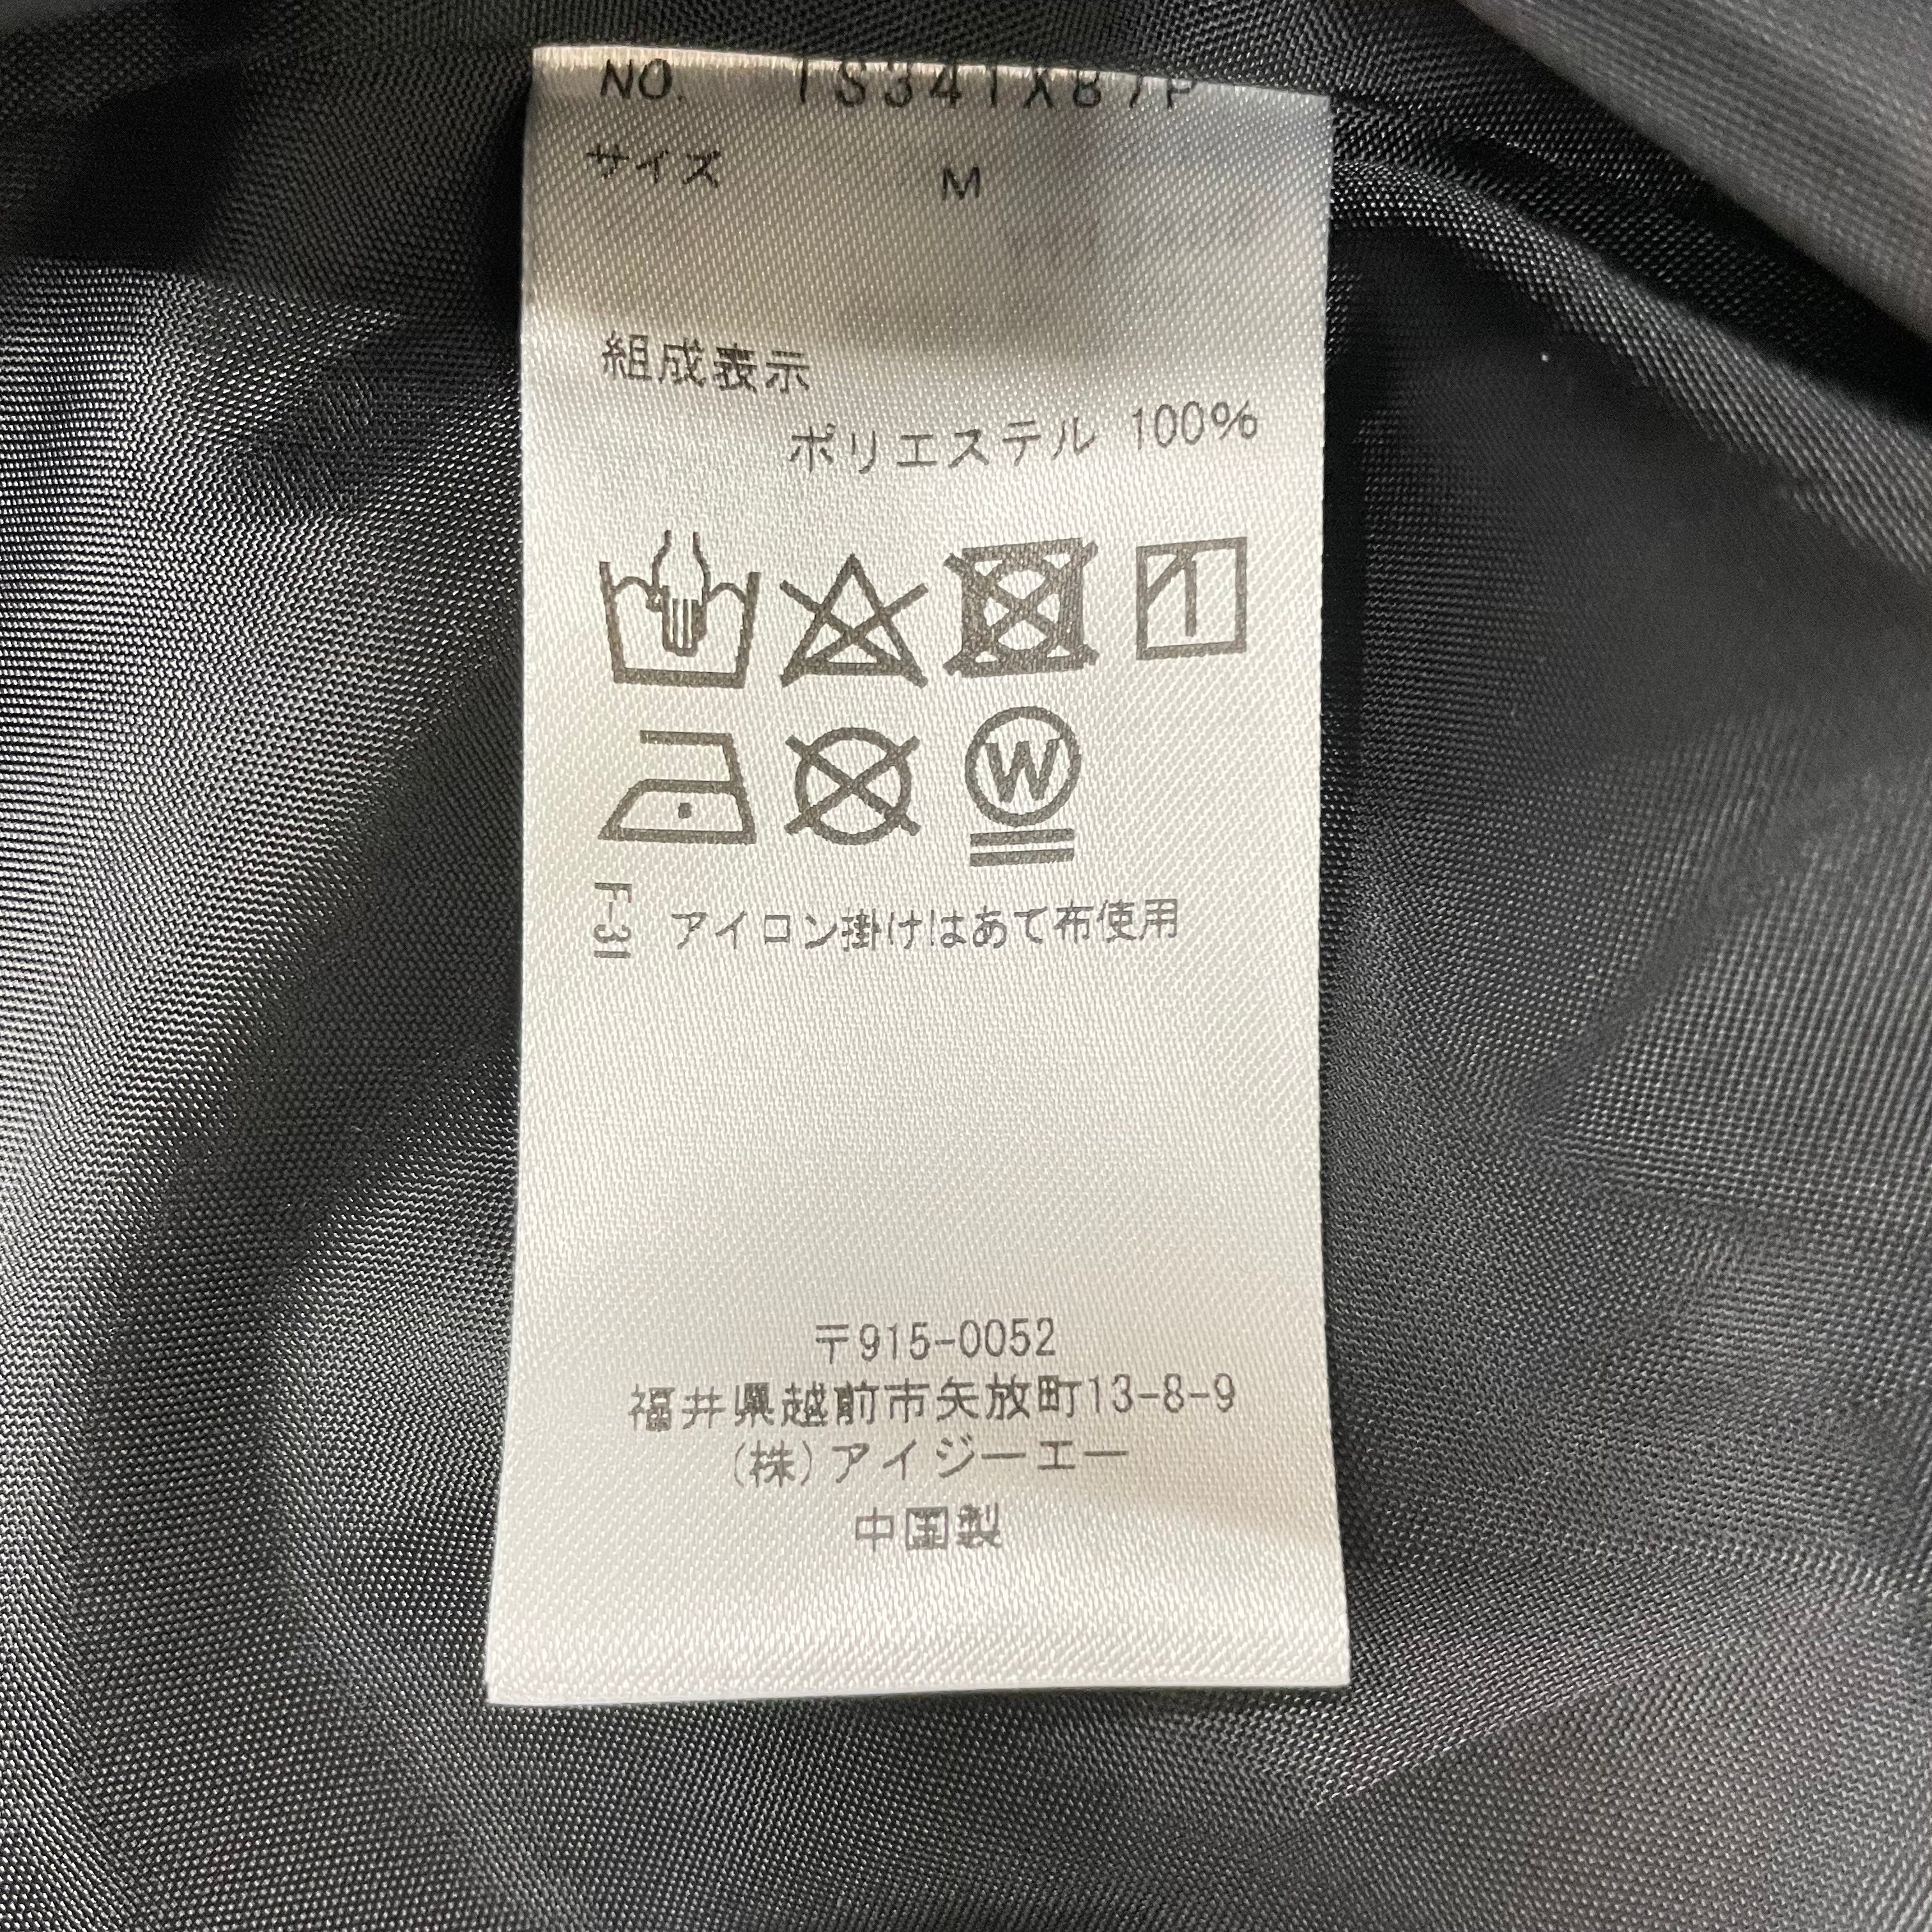 NO.
サイズ M
組成表示
ポリエステル 100%
W
F-31 アイロン掛けはあて布使用
〒915-0052
福井県越前市矢放町13-8-9
(株)アイジーエー
中国製